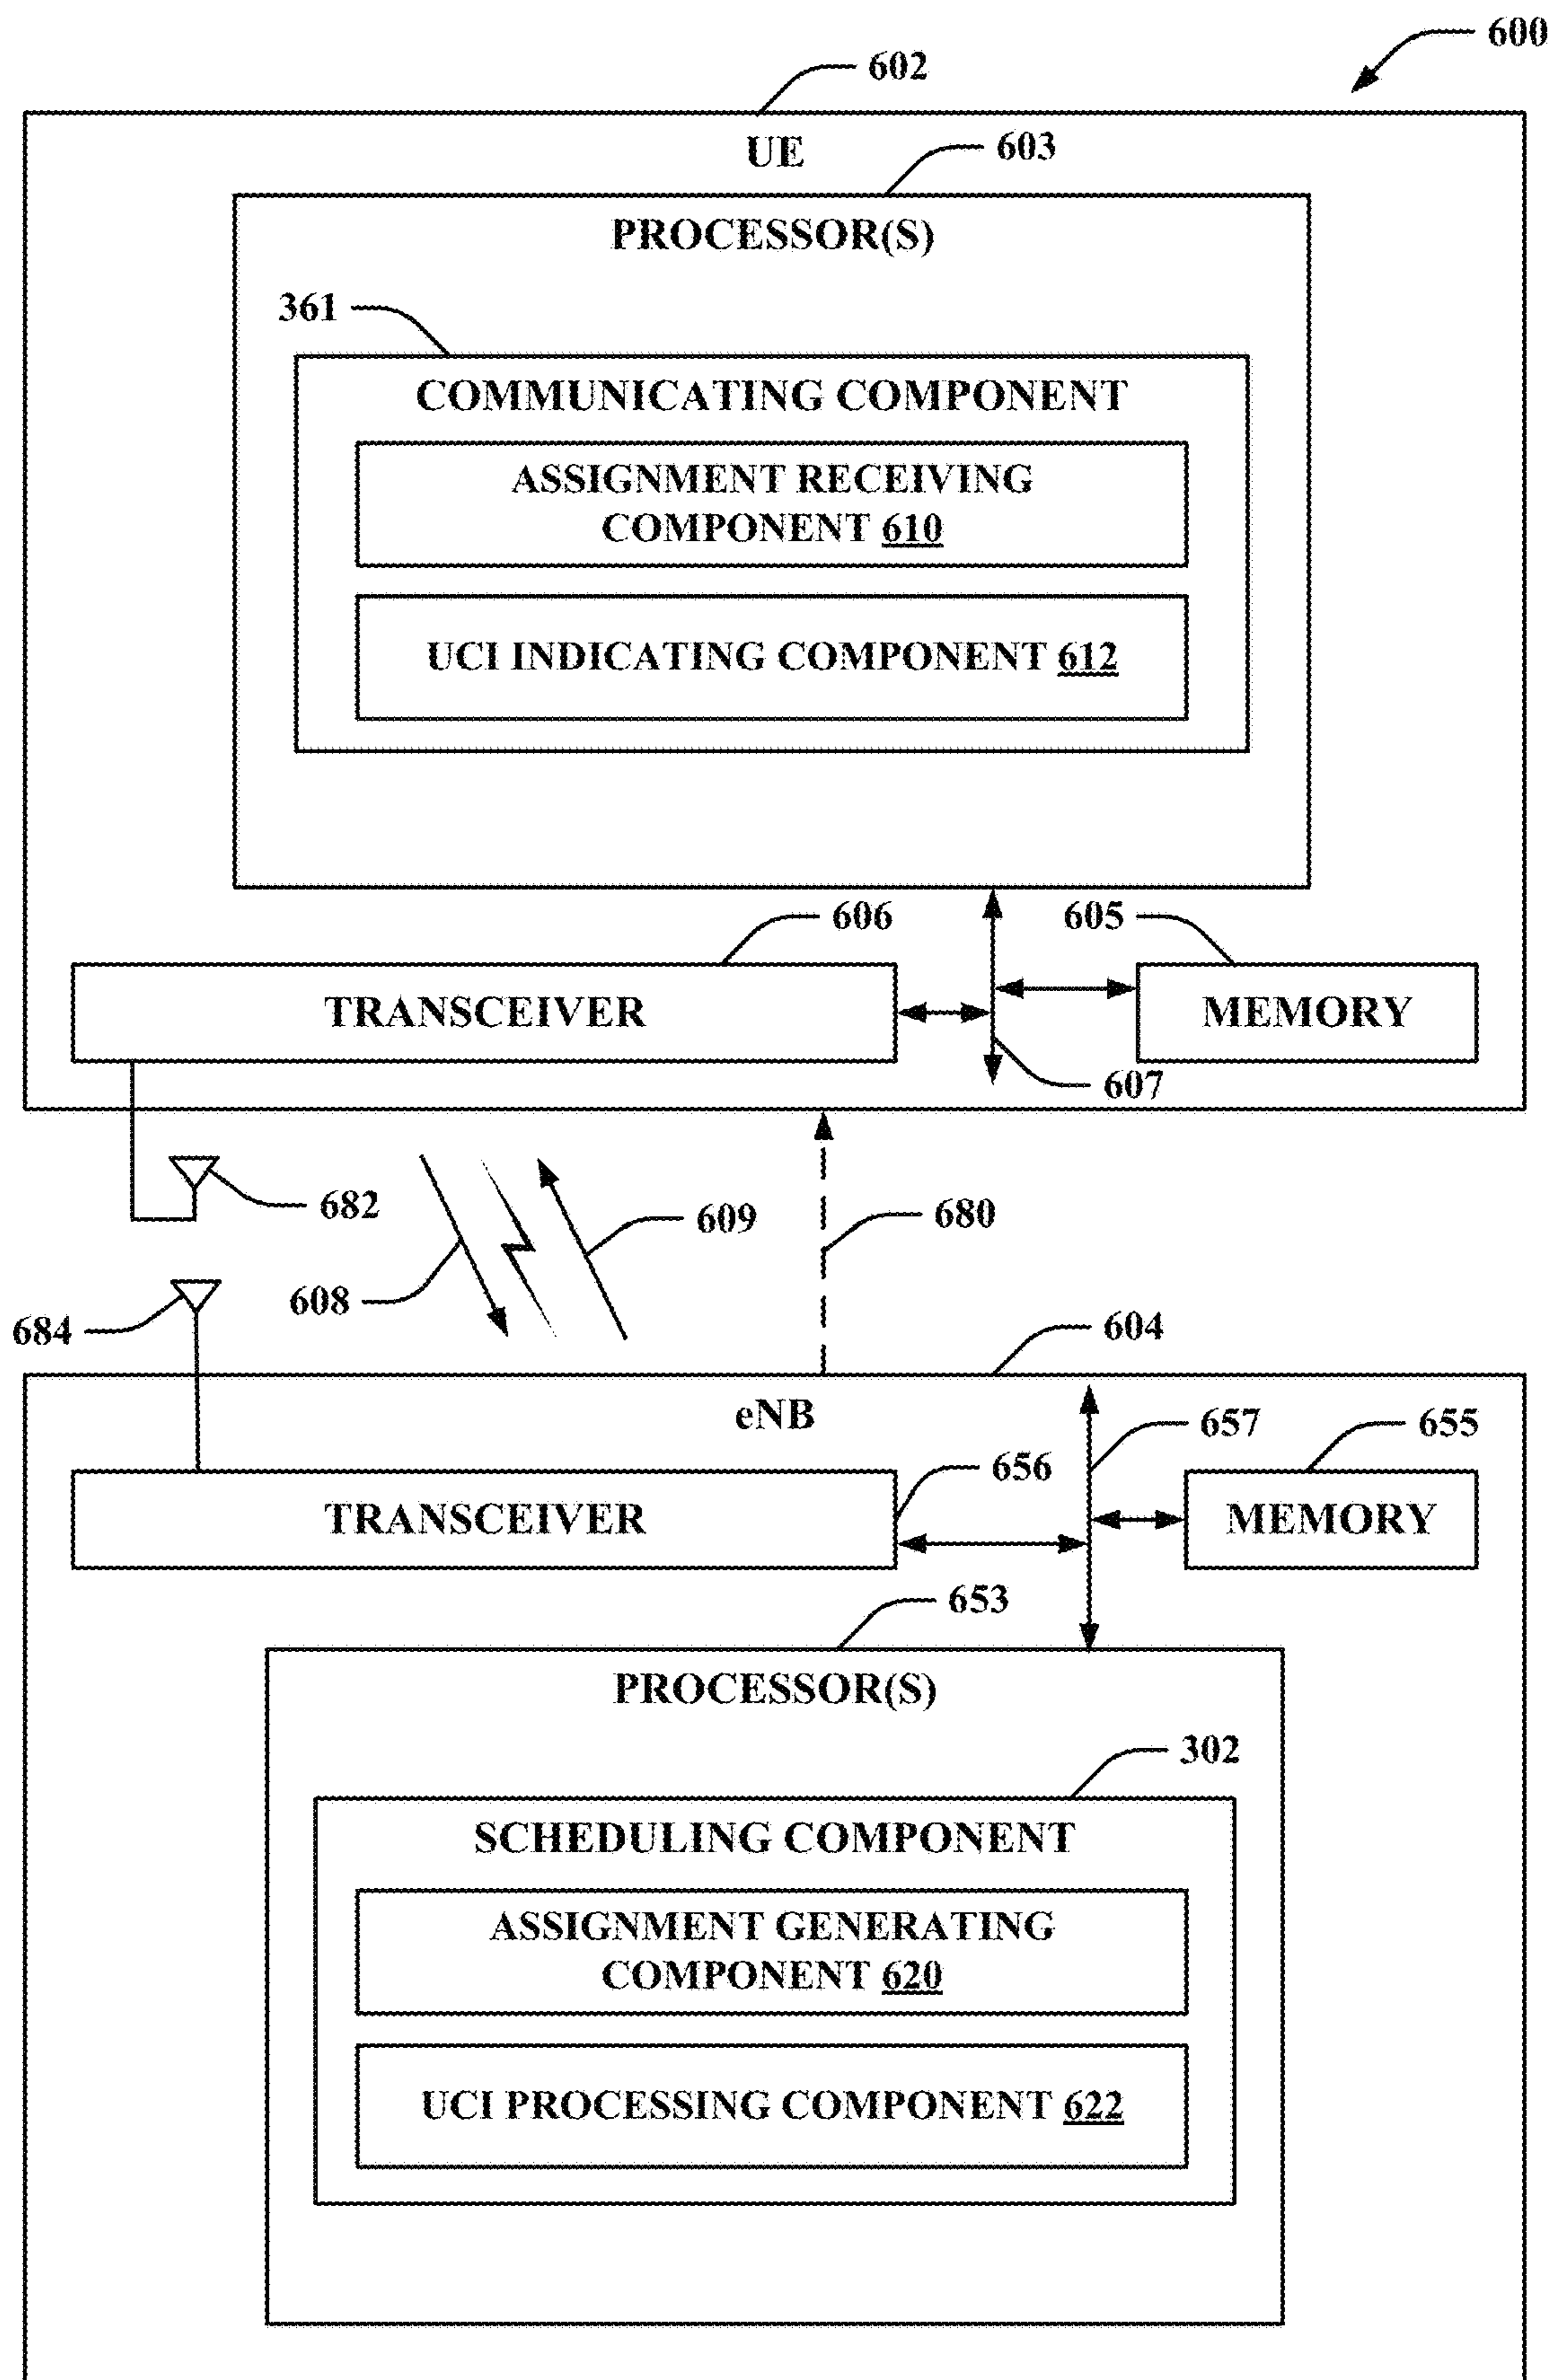 600
602
UE
603
PROCESSOR(S)
361
COMMUNICATING COMPONENT
ASSIGNMENT RECEIVING
COMPONENT 610
UCI INDICATING COMPONENT 612
606
605
TRANSCEIVER
MEMORY
607
682
609
680
608
684
604
eNB
657
655
656
TRANSCEIVER
MEMORY
653
PROCESSOR(S)
302
SCHEDULING COMPONENT
ASSIGNMENT GENERATING
COMPONENT 620
UCI PROCESSING COMPONENT 622